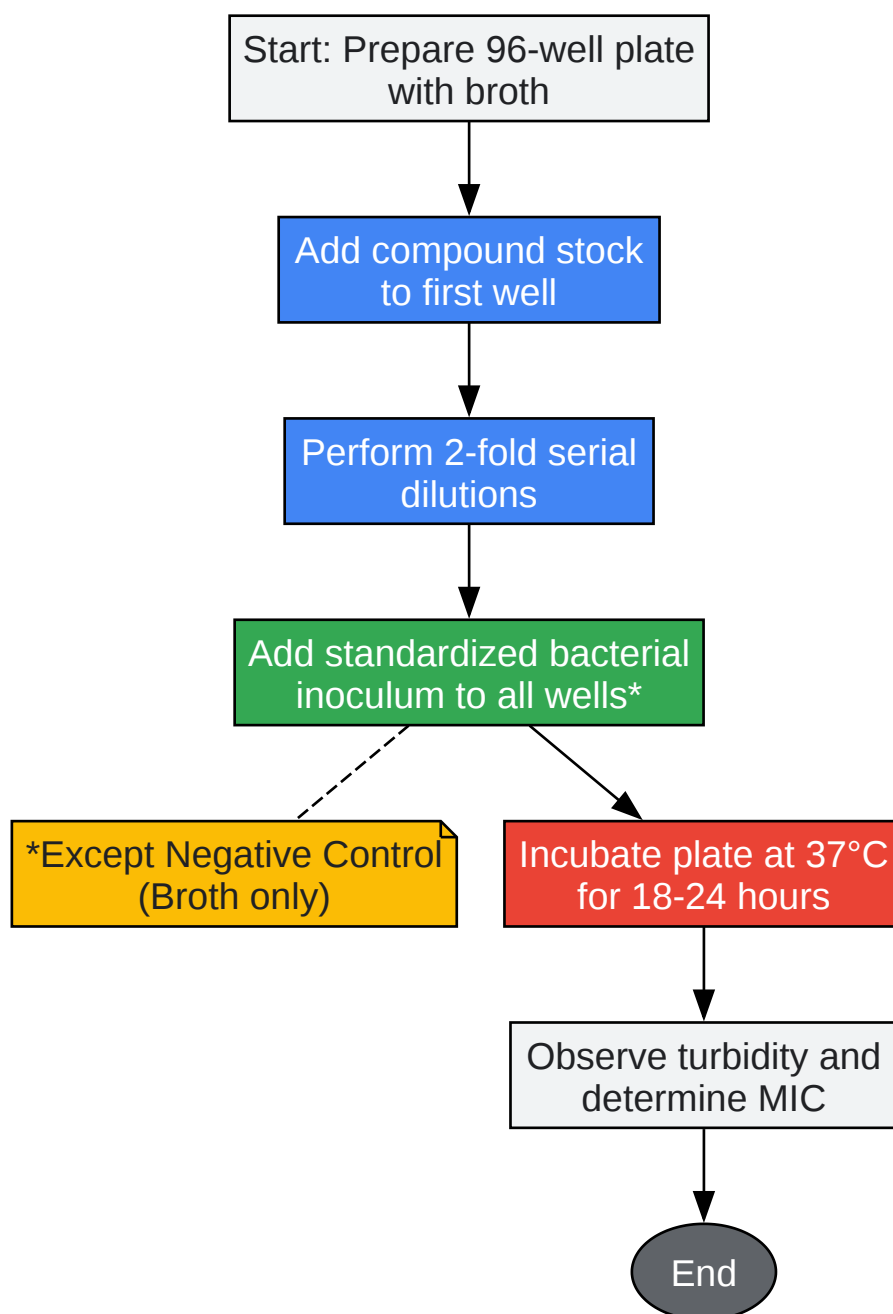 Start: Prepare 96-well plate
with broth
Add compound stock
to first well
Perform 2-fold serial
dilutions
Add standardized bacterial
inoculum to all wells*
*Except Negative Control
(Broth only)
Incubate plate at 37°C
for 18-24 hours
Observe turbidity and
determine MIC
End